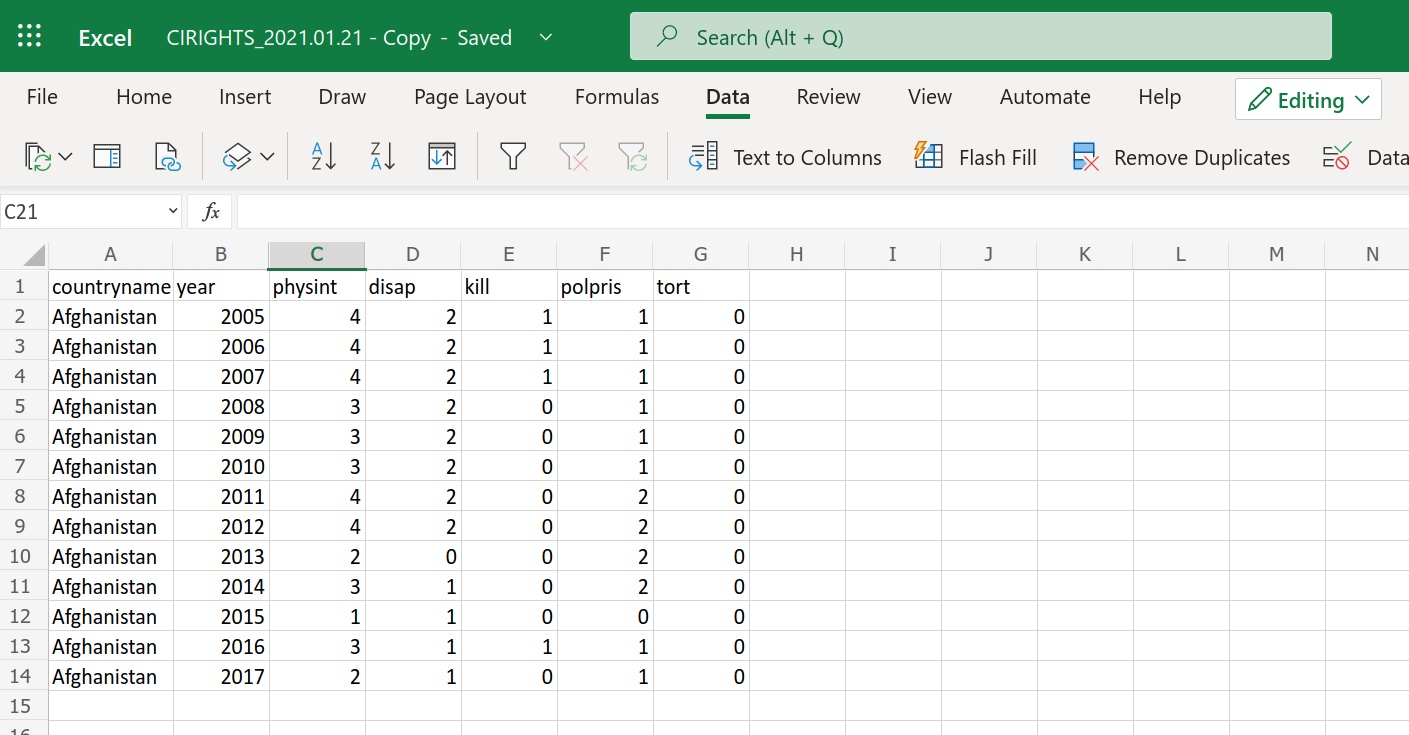 Excel CIRIGHTS_2021.01.21 - Copy - Saved Search (Alt + Q)
File Home Insert Draw Page Layout Formulas Data Review View Automate Help Editing
A Z Z A Text to Columns Flash Fill Remove Duplicates Data
C21 fx
A B C D E F G H I J K L M N
1 countryname year physint disap kill polpris tort
2 Afghanistan 2005 4 2 1 1 0
3 Afghanistan 2006 4 2 1 1 0
4 Afghanistan 2007 4 2 1 1 0
5 Afghanistan 2008 3 2 0 1 0
6 Afghanistan 2009 3 2 0 1 0
7 Afghanistan 2010 3 2 0 1 0
8 Afghanistan 2011 4 2 0 2 0
9 Afghanistan 2012 4 2 0 2 0
10 Afghanistan 2013 2 0 0 2 0
11 Afghanistan 2014 3 1 0 2 0
12 Afghanistan 2015 1 1 0 0 0
13 Afghanistan 2016 3 1 1 1 0
14 Afghanistan 2017 2 1 0 1 0
15
16